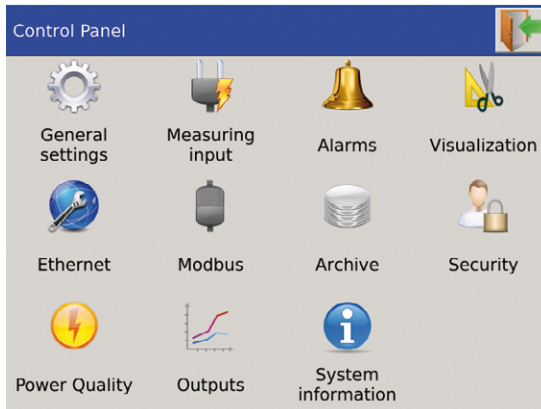 Control Panel
General
settings
Measuring
input
Alarms
Visualization
Ethernet
Modbus
Archive
Security
Power Quality
Outputs
System
information